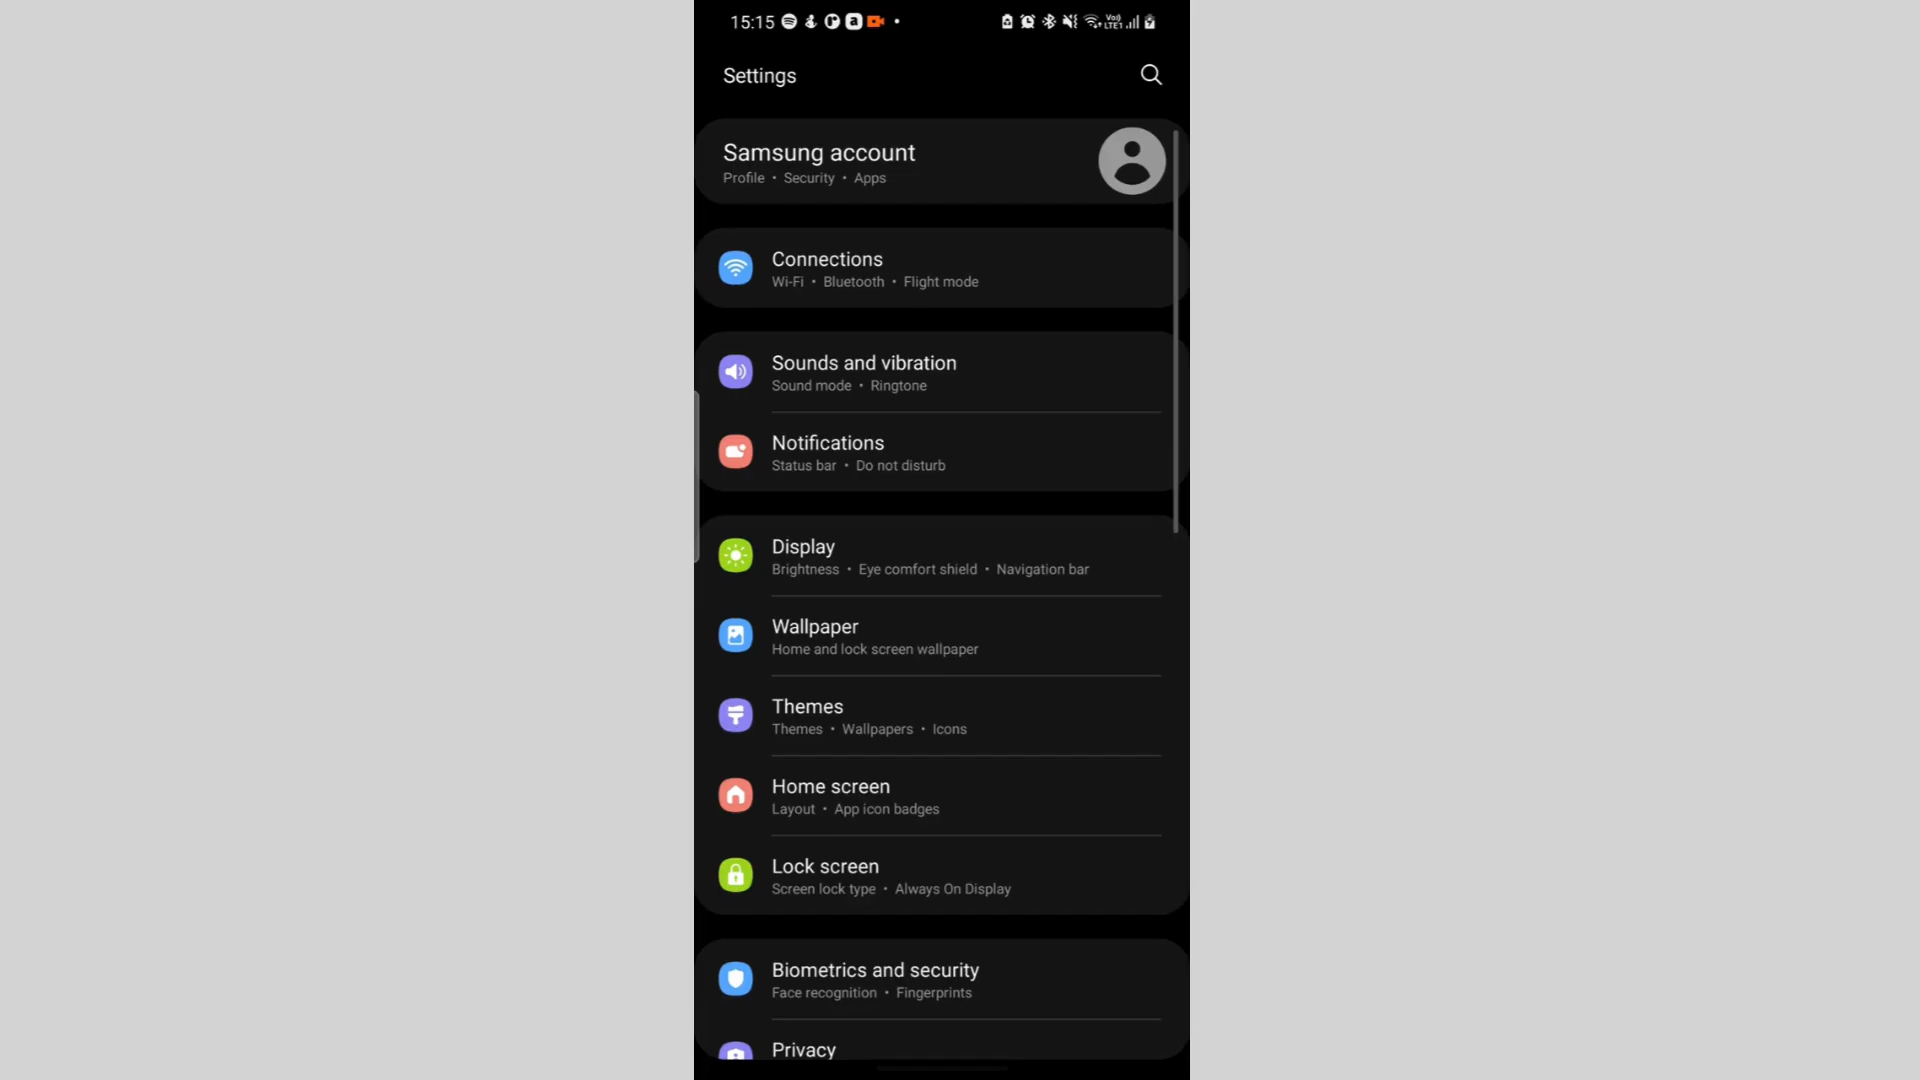 15:15
Settings
Samsung account
Profile • Security • Apps
Connections
Wi-Fi • Bluetooth • Flight mode
Sounds and vibration
Sound mode • Ringtone
Notifications
Status bar • Do not disturb
Display
Brightness • Eye comfort shield • Navigation bar
Wallpaper
Home and lock screen wallpaper
Themes
Themes • Wallpapers • Icons
Home screen
Layout • App icon badges
Lock screen
Screen lock type • Always On Display
Biometrics and security
Face recognition • Fingerprints
Privacy